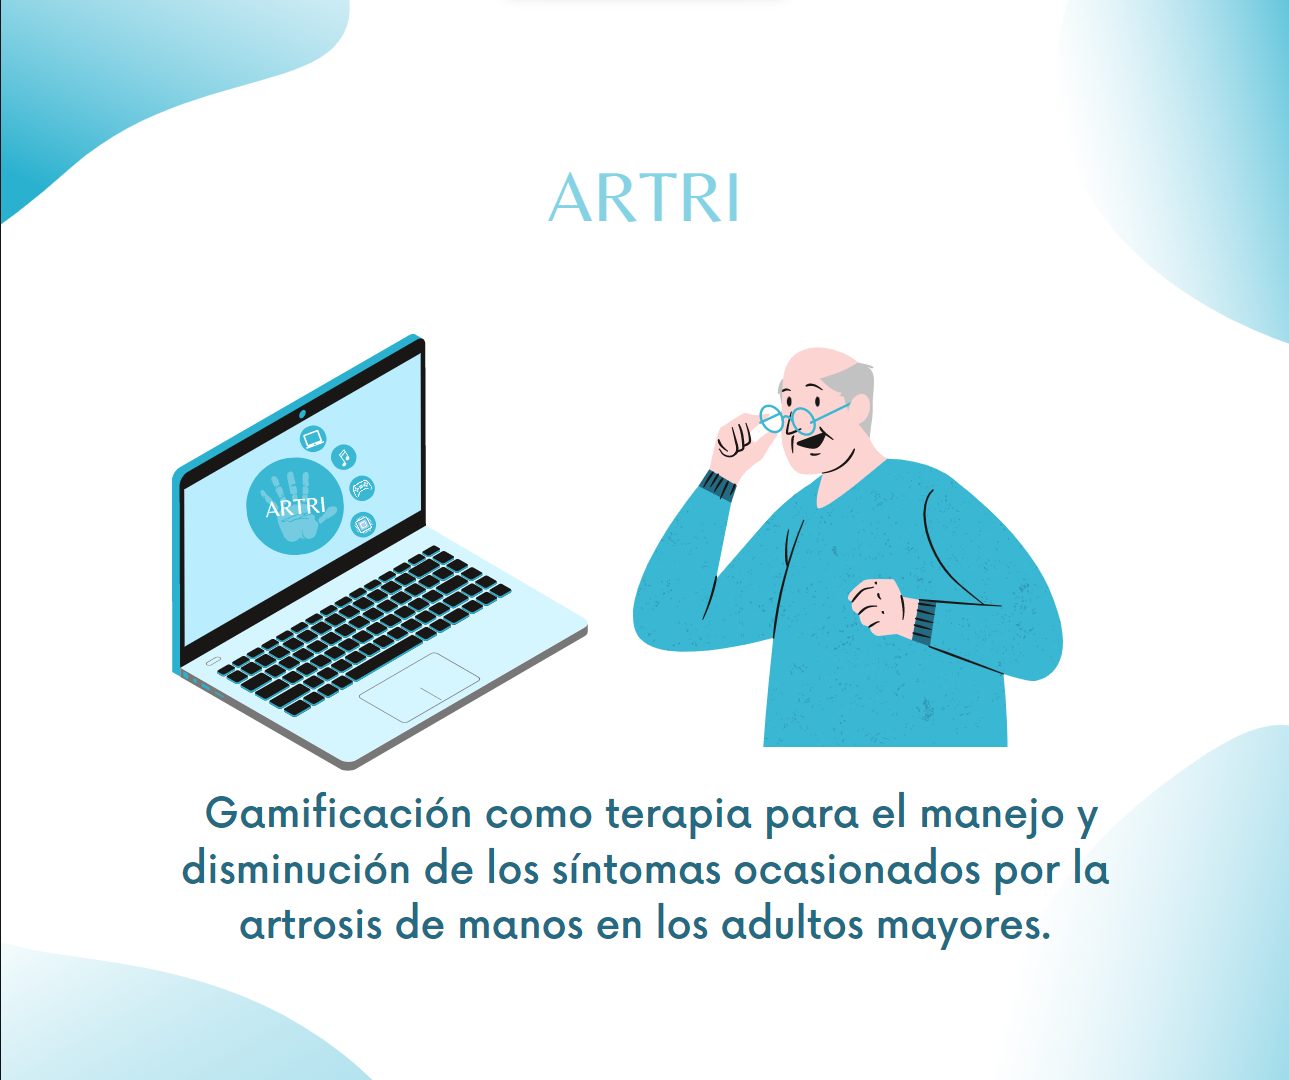 ARTRI
ARTRI
Gamificación como terapia para el manejo y
disminución de los síntomas ocasionados por la
artrosis de manos en los adultos mayores.